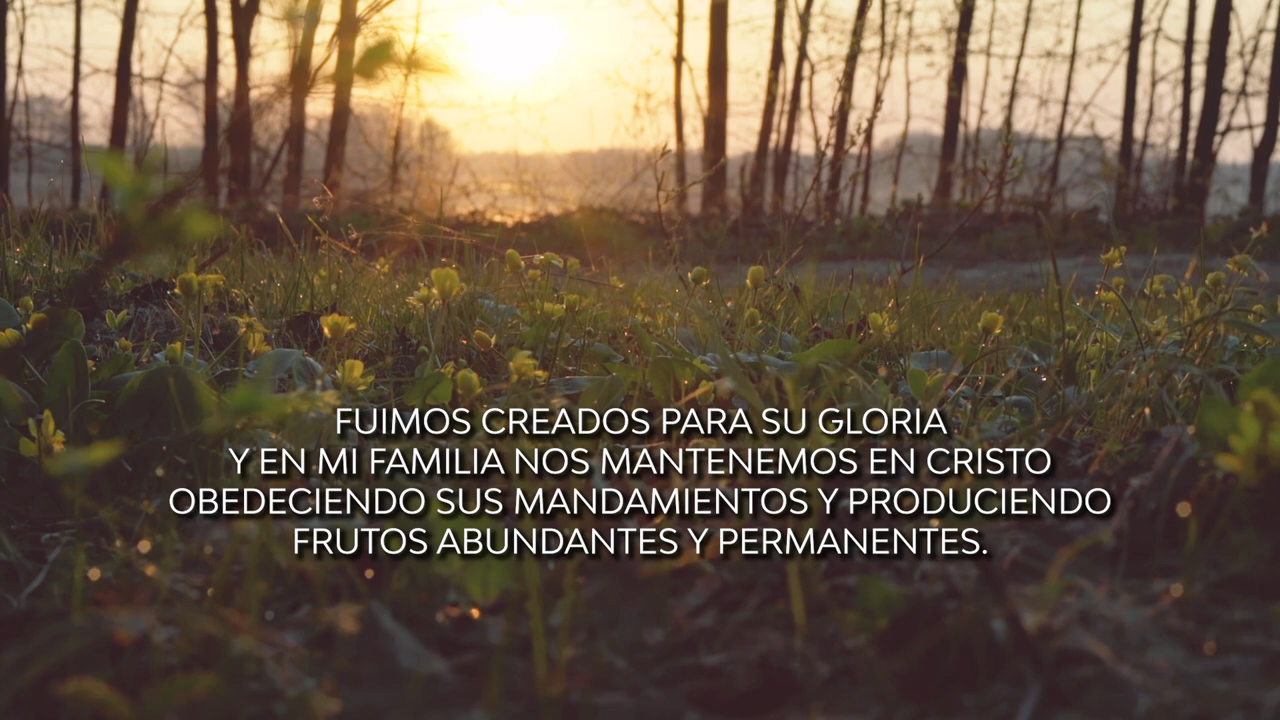 FUIMOS CREADOS PARA SU GLORIA
Y EN MI FAMILIA NOS MANTENEMOS EN CRISTO
OBEDECIENDO SUS MANDAMIENTOS Y PRODUCIENDO
FRUTOS ABUNDANTES Y PERMANENTES.